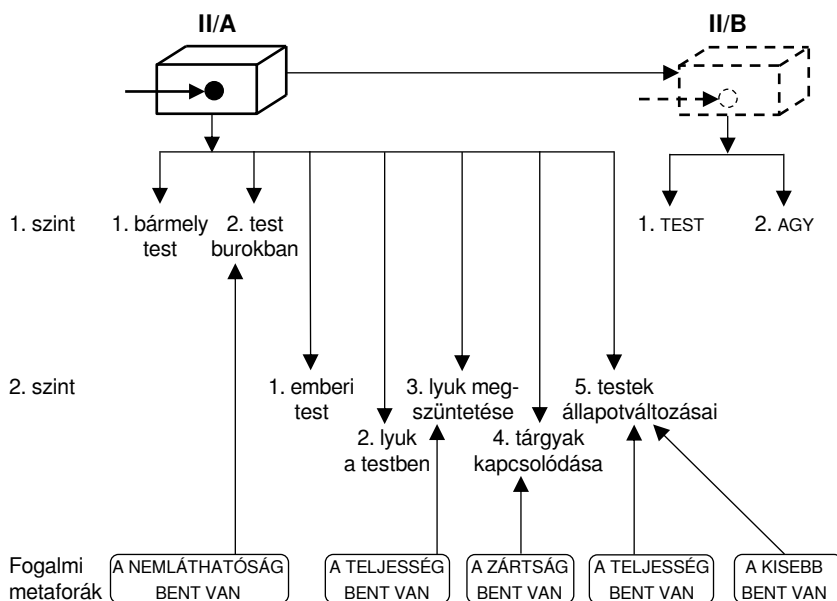 II/A
II/B
1. szint
1. bármely
test
2. test
burokban
1. TEST
2. AGY
2. szint
1. emberi
test
2. lyuk
a testben
3. lyuk meg-
szüntetése
4. tárgyak
kapcsolódása
5. testek
állapotváltozásai
Fogalmi
metaforák
A NEMLÁTHATÓSÁG
BENT VAN
A TELJESSÉG
BENT VAN
A ZÁRTSÁG
BENT VAN
A TELJESSÉG
BENT VAN
A KISEBB
BENT VAN